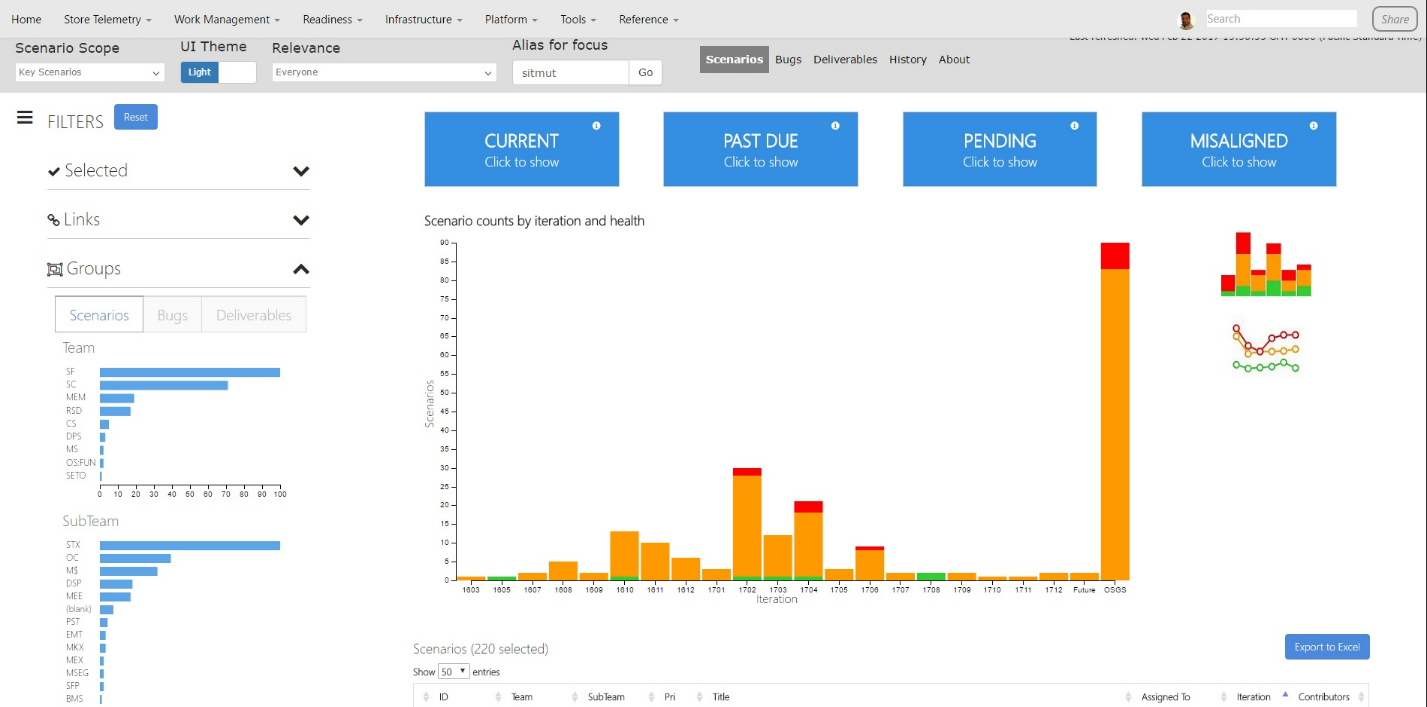 Home Store Telemetry Work Management Readiness Infrastructure Platform Tools Reference Search Share
Scenario Scope UI Theme Relevance Alias for focus
Key Scenarios Light Everyone sitmut Go Scenarios Bugs Deliverables History About
FILTERS Reset
Selected
Links
Groups
Scenarios Bugs Deliverables
Team
SF
SC
MEM
RSD
CS
DPS
MS
OS:FUN
SETO
0 10 20 30 40 50 60 70 80 90 100
SubTeam
STX
OC
M$
DSP
MEE
(blank)
PST
EMT
MKX
MEX
MSEG
SFP
BMS
CURRENT
Click to show
PAST DUE
Click to show
PENDING
Click to show
MISALIGNED
Click to show
Scenario counts by iteration and health
90
85
80
75
70
65
60
55
50
45
40
35
30
25
20
15
10
5
0
Scenarios
1603 1605 1607 1608 1609 1610 1611 1612 1701 1702 1703 1704 1705 1706 1707 1708 1709 1710 1711 1712 Future OSGS
Iteration
Scenarios (220 selected)
Export to Excel
Show 50 entries
ID Team SubTeam Pri Title Assigned To Iteration Contributors